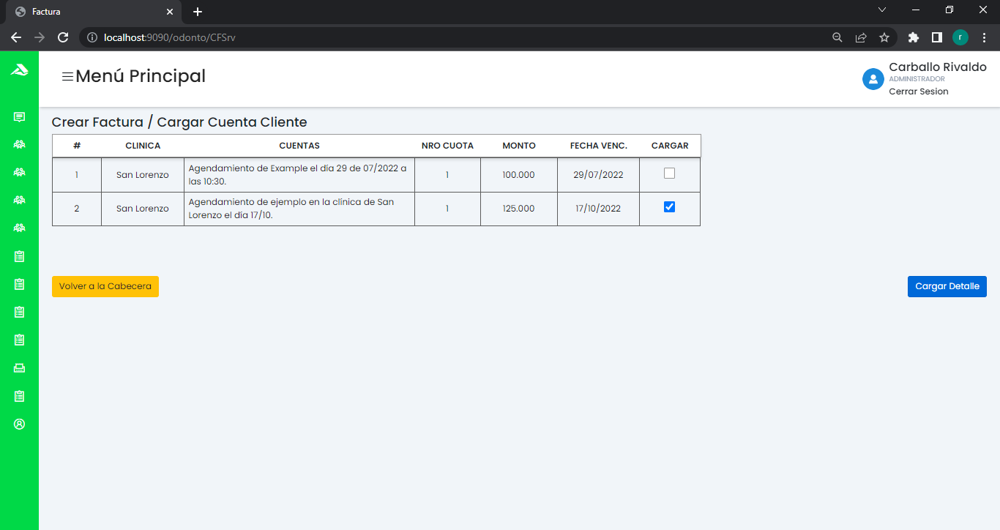 Factura
localhost:9090/odonto/CFSrv
r
Menú Principal
Carballo Rivaldo
ADMINISTRADOR
Cerrar Sesion
Crear Factura / Cargar Cuenta Cliente
# CLINICA CUENTAS NRO CUOTA MONTO FECHA VENC. CARGAR
1 San Lorenzo Agendamiento de Example el día 29 de 07/2022 a 1 100.000 29/07/2022
las 10:30.
2 San Lorenzo Agendamiento de ejemplo en la clínica de San 1 125.000 17/10/2022
Lorenzo el día 17/10.
Volver a la Cabecera Cargar Detalle